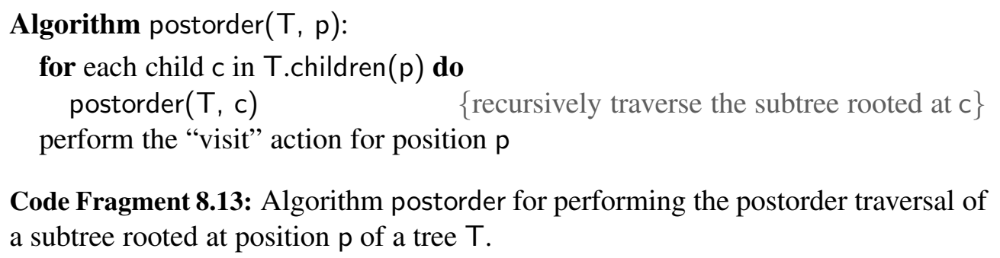 Algorithm postorder(T, p):
for each child c in T.children(p) do
postorder(T, c) {recursively traverse the subtree rooted at c}
perform the “visit” action for position p
Code Fragment 8.13: Algorithm postorder for performing the postorder traversal of
a subtree rooted at position p of a tree T.